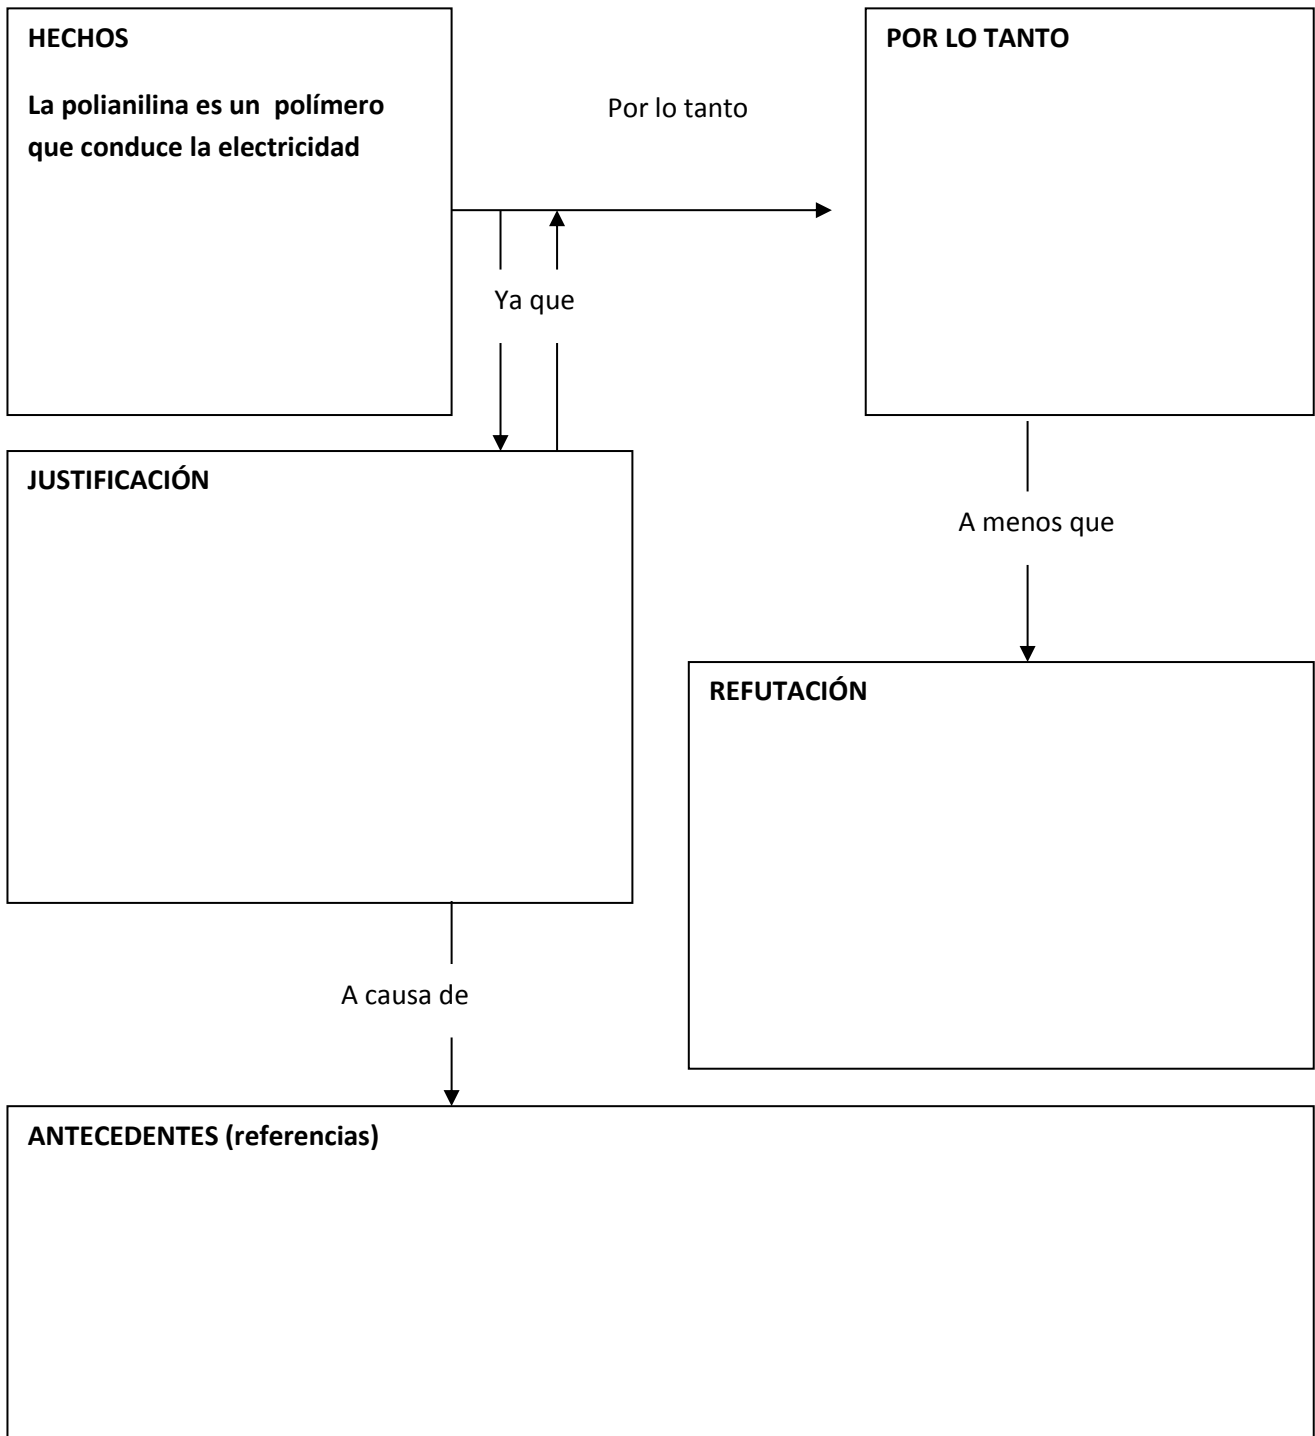 HECHOS
La polianilina es un  polímero
que conduce la electricidad
Por lo tanto
POR LO TANTO
Ya que
JUSTIFICACIÓN
A menos que
REFUTACIÓN
A causa de
ANTECEDENTES (referencias)